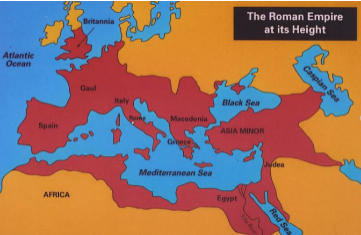 The Roman Empire
at its Height
Britannia
Atlantic
Ocean
Caspian Sea
Gaul
Black Sea
Italy
Rome
Macedonia
Spain
ASIA MINOR
Greece
Judea
Mediterranean Sea
AFRICA
Egypt
Red Sea